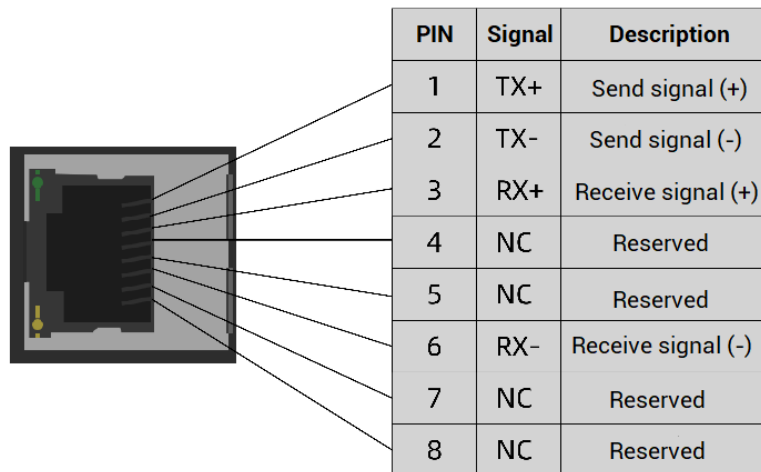 PIN Signal Description
1 TX+ Send signal (+)
2 TX- Send signal (-)
3 RX+ Receive signal (+)
4 NC Reserved
5 NC Reserved
6 RX- Receive signal (-)
7 NC Reserved
8 NC Reserved